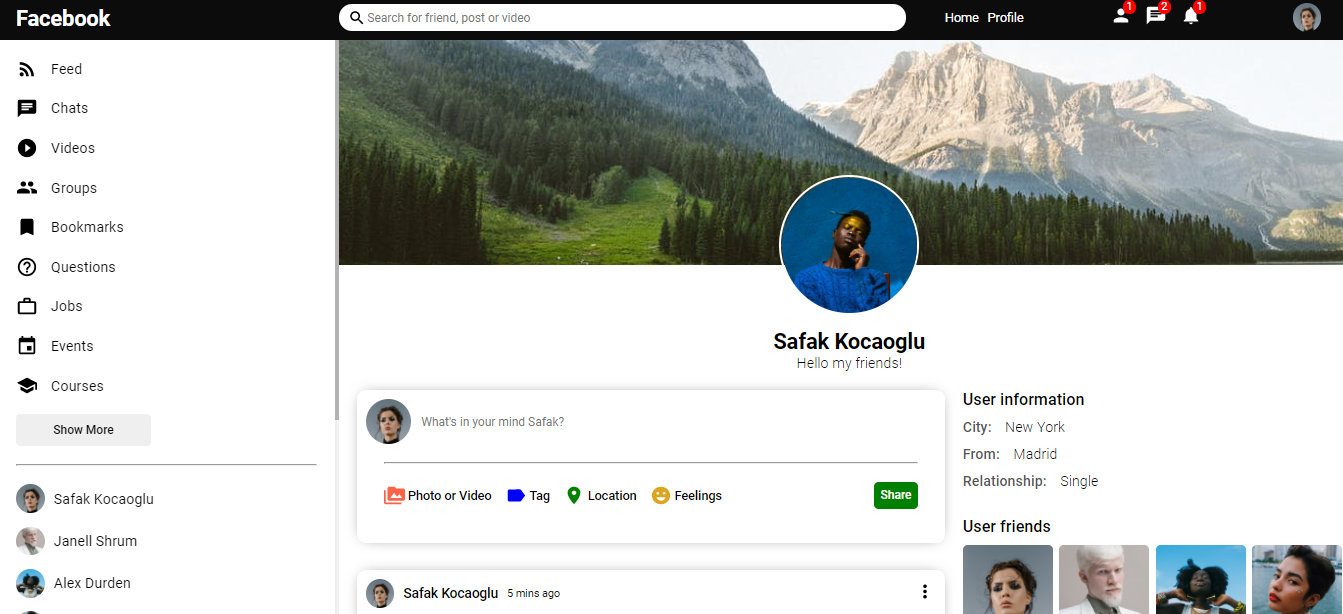 Facebook
Search for friend, post or video
Home Profile
1
2
1
Feed
Chats
Videos
Groups
Bookmarks
Questions
Jobs
Events
Courses
Show More
Safak Kocaoglu
Janell Shrum
Alex Durden
Safak Kocaoglu
Hello my friends!
What's in your mind Safak?
Photo or Video Tag Location Feelings Share
Safak Kocaoglu 5 mins ago
User information
City: New York
From: Madrid
Relationship: Single
User friends